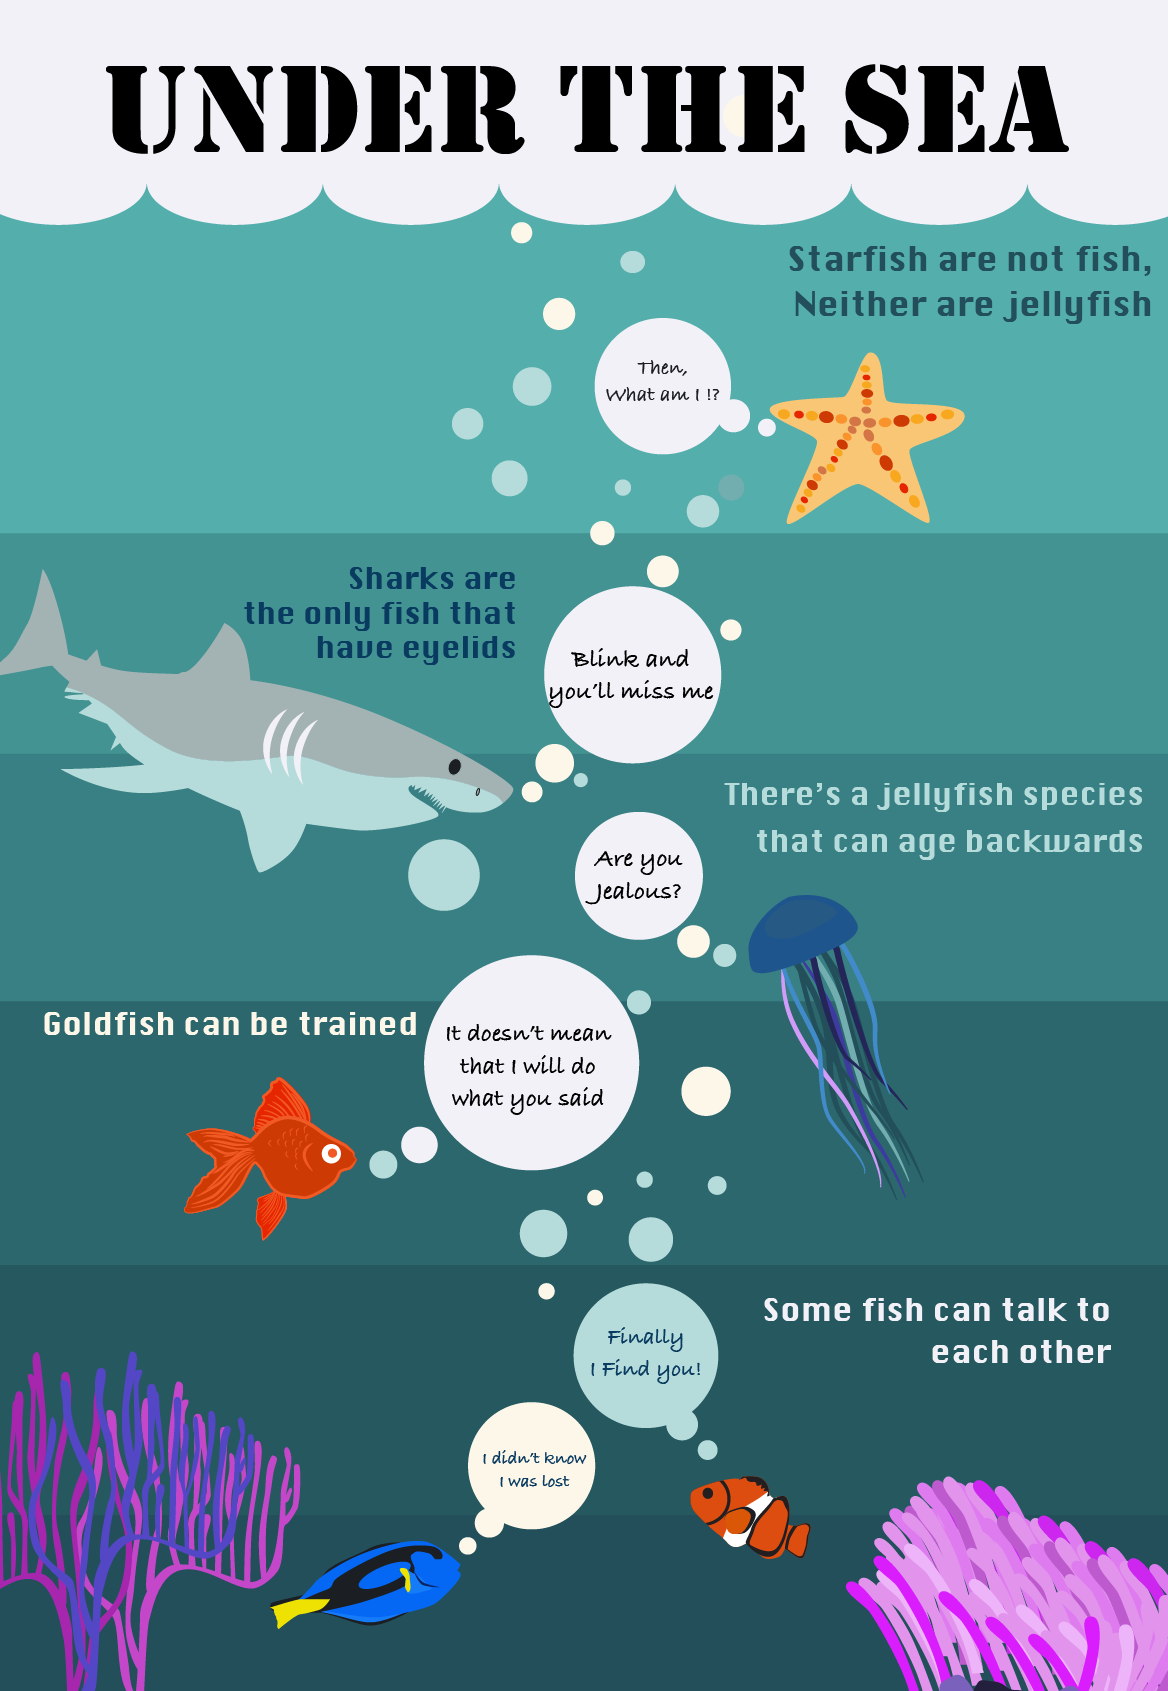 UNDER THE SEA
Starfish are not fish,
Neither are jellyfish
Then,
What am I !?
Sharks are
the only fish that
have eyelids
Blink and
you'll miss me
There's a jellyfish species
that can age backwards
Are you
Jealous?
Goldfish can be trained
It doesn't mean
that I will do
what you said
Some fish can talk to
each other
Finally
I Find you!
I didn't know
I was lost